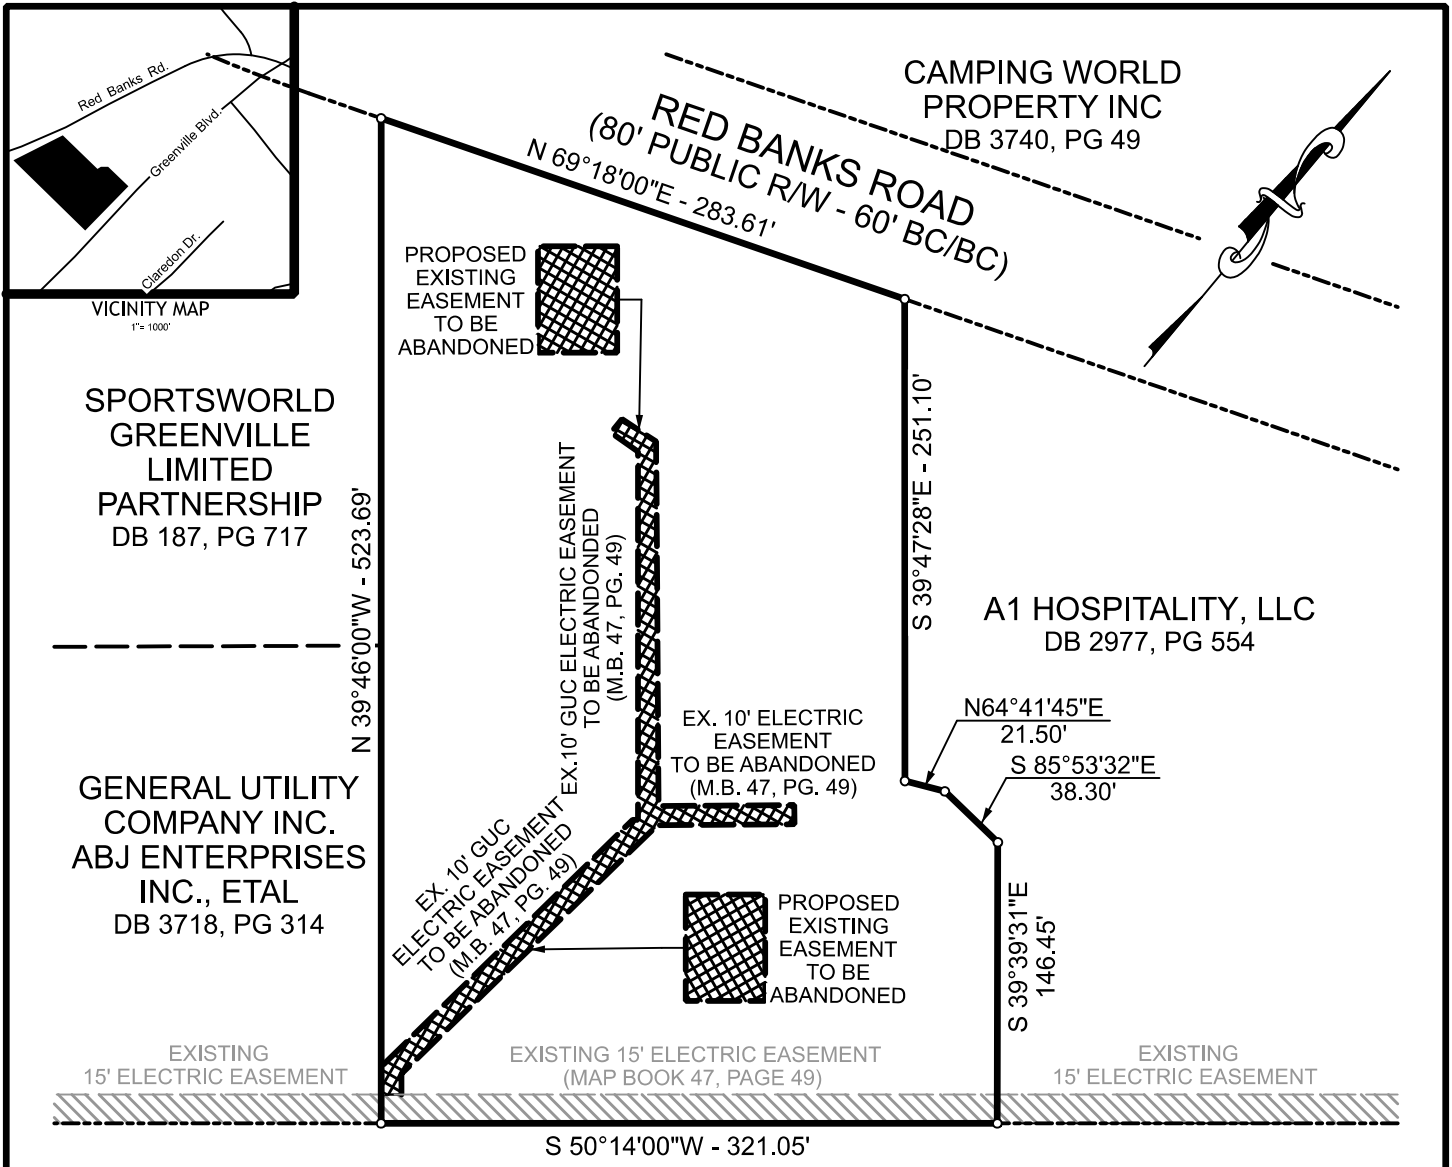 Red Banks Rd.
Greenville Blvd.
Claredon Dr.
VICINITY MAP
1"= 1000'
CAMPING WORLD
PROPERTY INC
DB 3740, PG 49
RED BANKS ROAD
(80' PUBLIC R/W - 60' BC/BC)
N 69°18'00"E - 283.61'
PROPOSED
EXISTING
EASEMENT
TO BE
ABANDONED
SPORTSWORLD
GREENVILLE
LIMITED
PARTNERSHIP
DB 187, PG 717
N 39°46'00"W - 523.69'
EX.10' GUC ELECTRIC EASEMENT
TO BE ABANDONDED
(M.B. 47, PG. 49)
S 39°47'28"E - 251.10'
A1 HOSPITALITY, LLC
DB 2977, PG 554
N64°41'45"E
21.50'
S 85°53'32"E
38.30'
EX. 10' ELECTRIC
EASEMENT
TO BE ABANDONED
(M.B. 47, PG. 49)
GENERAL UTILITY
COMPANY INC.
ABJ ENTERPRISES
INC., ETAL
DB 3718, PG 314
EX. 10' GUC
ELECTRIC EASEMENT
TO BE ABANDONED
(M.B. 47, PG. 49)
PROPOSED
EXISTING
EASEMENT
TO BE
ABANDONED
S 39°39'31"E
146.45'
EXISTING
15' ELECTRIC EASEMENT
EXISTING 15' ELECTRIC EASEMENT
(MAP BOOK 47, PAGE 49)
EXISTING
15' ELECTRIC EASEMENT
S 50°14'00"W - 321.05'